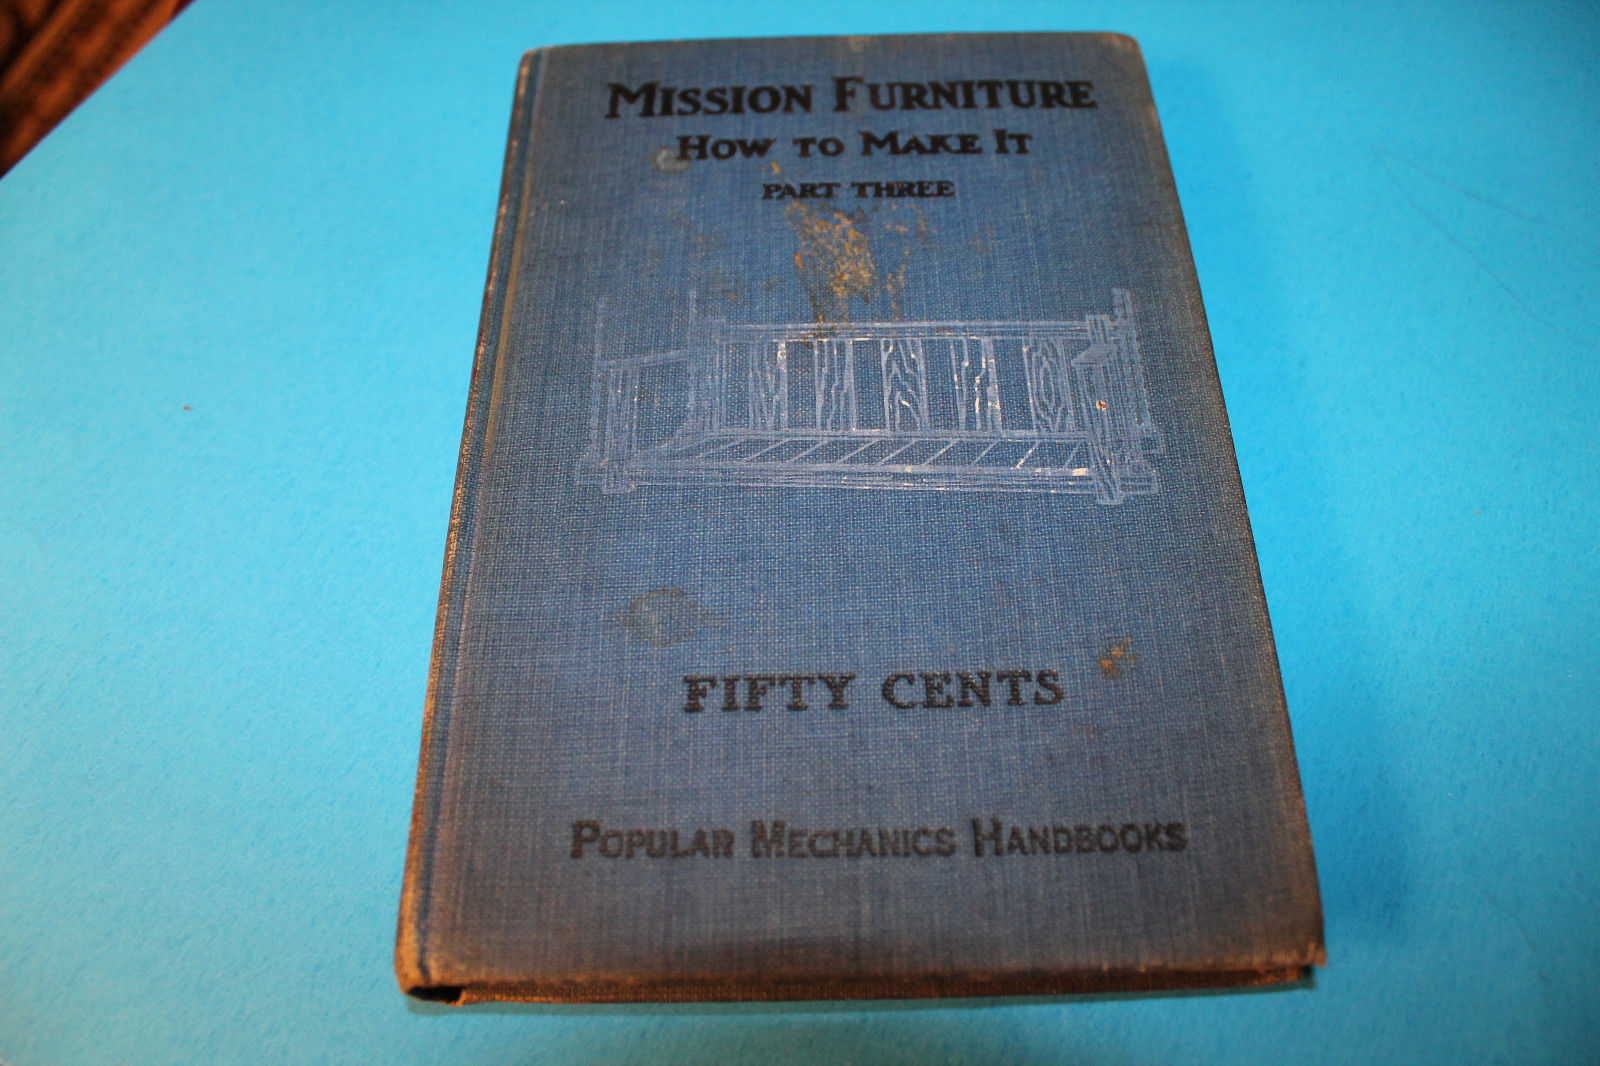 MISSION FURNITURE
HOW TO MAKE IT
PART THREE
FIFTY CENTS
POPULAR MECHANICS HANDBOOKS